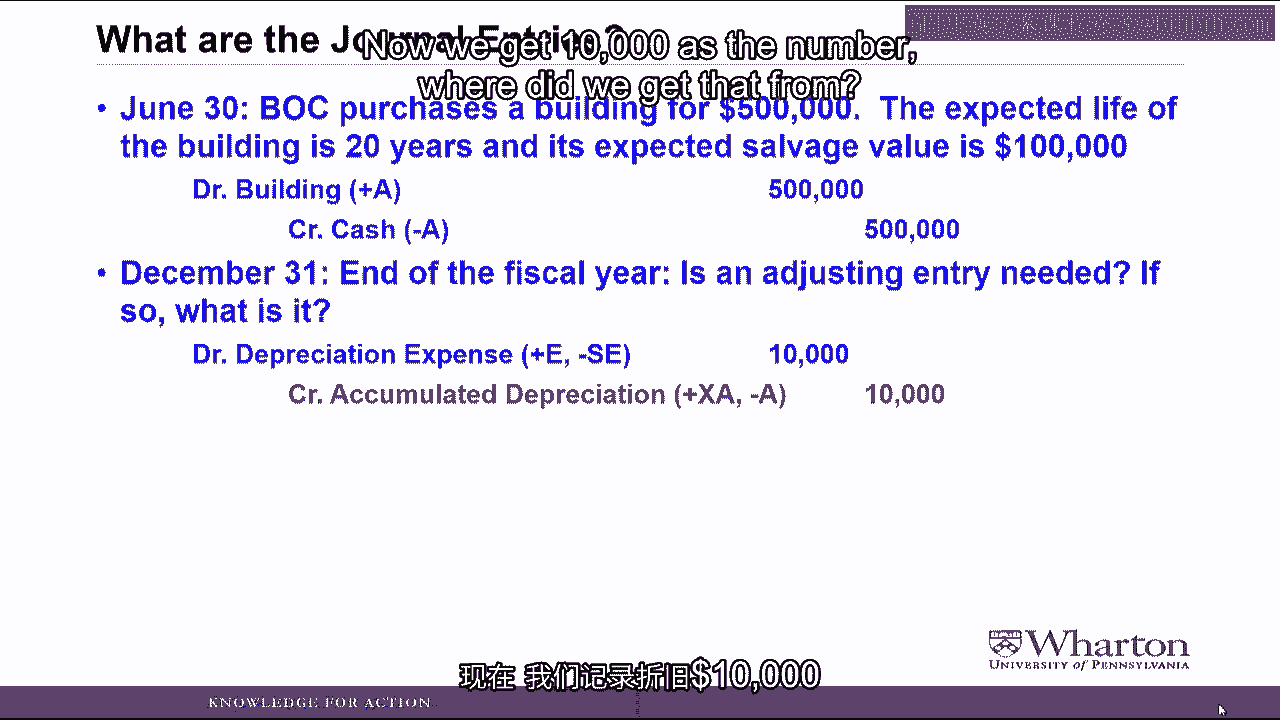 What are the Journal Entries?
Now we get 10,000 as the number,
where did we get that from?
• June 30: BOC purchases a building for $500,000. The expected life of
the building is 20 years and its expected salvage value is $100,000
Dr. Building (+A) 500,000
Cr. Cash (-A) 500,000
• December 31: End of the fiscal year: Is an adjusting entry needed? If
so, what is it?
Dr. Depreciation Expense (+E, -SE) 10,000
Cr. Accumulated Depreciation (+XA, -A) 10,000
Wharton
UNIVERSITY of PENNSYLVANIA
现在 我们记录折旧$10,000
KNOWLEDGE FOR ACTION